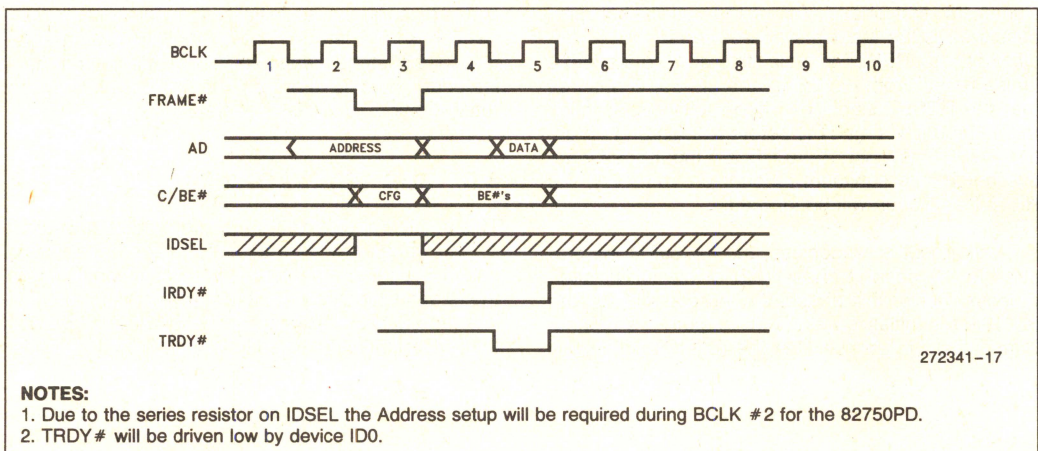 BCLK
1 2 3 4 5 6 7 8 9 10
FRAME#
AD
ADDRESS DATA
C/BE#
CFG BE#'s
IDSEL
IRDY#
TRDY#
272341-17
NOTES:
1. Due to the series resistor on IDSEL the Address setup will be required during BCLK #2 for the 82750PD.
2. TRDY# will be driven low by device ID0.